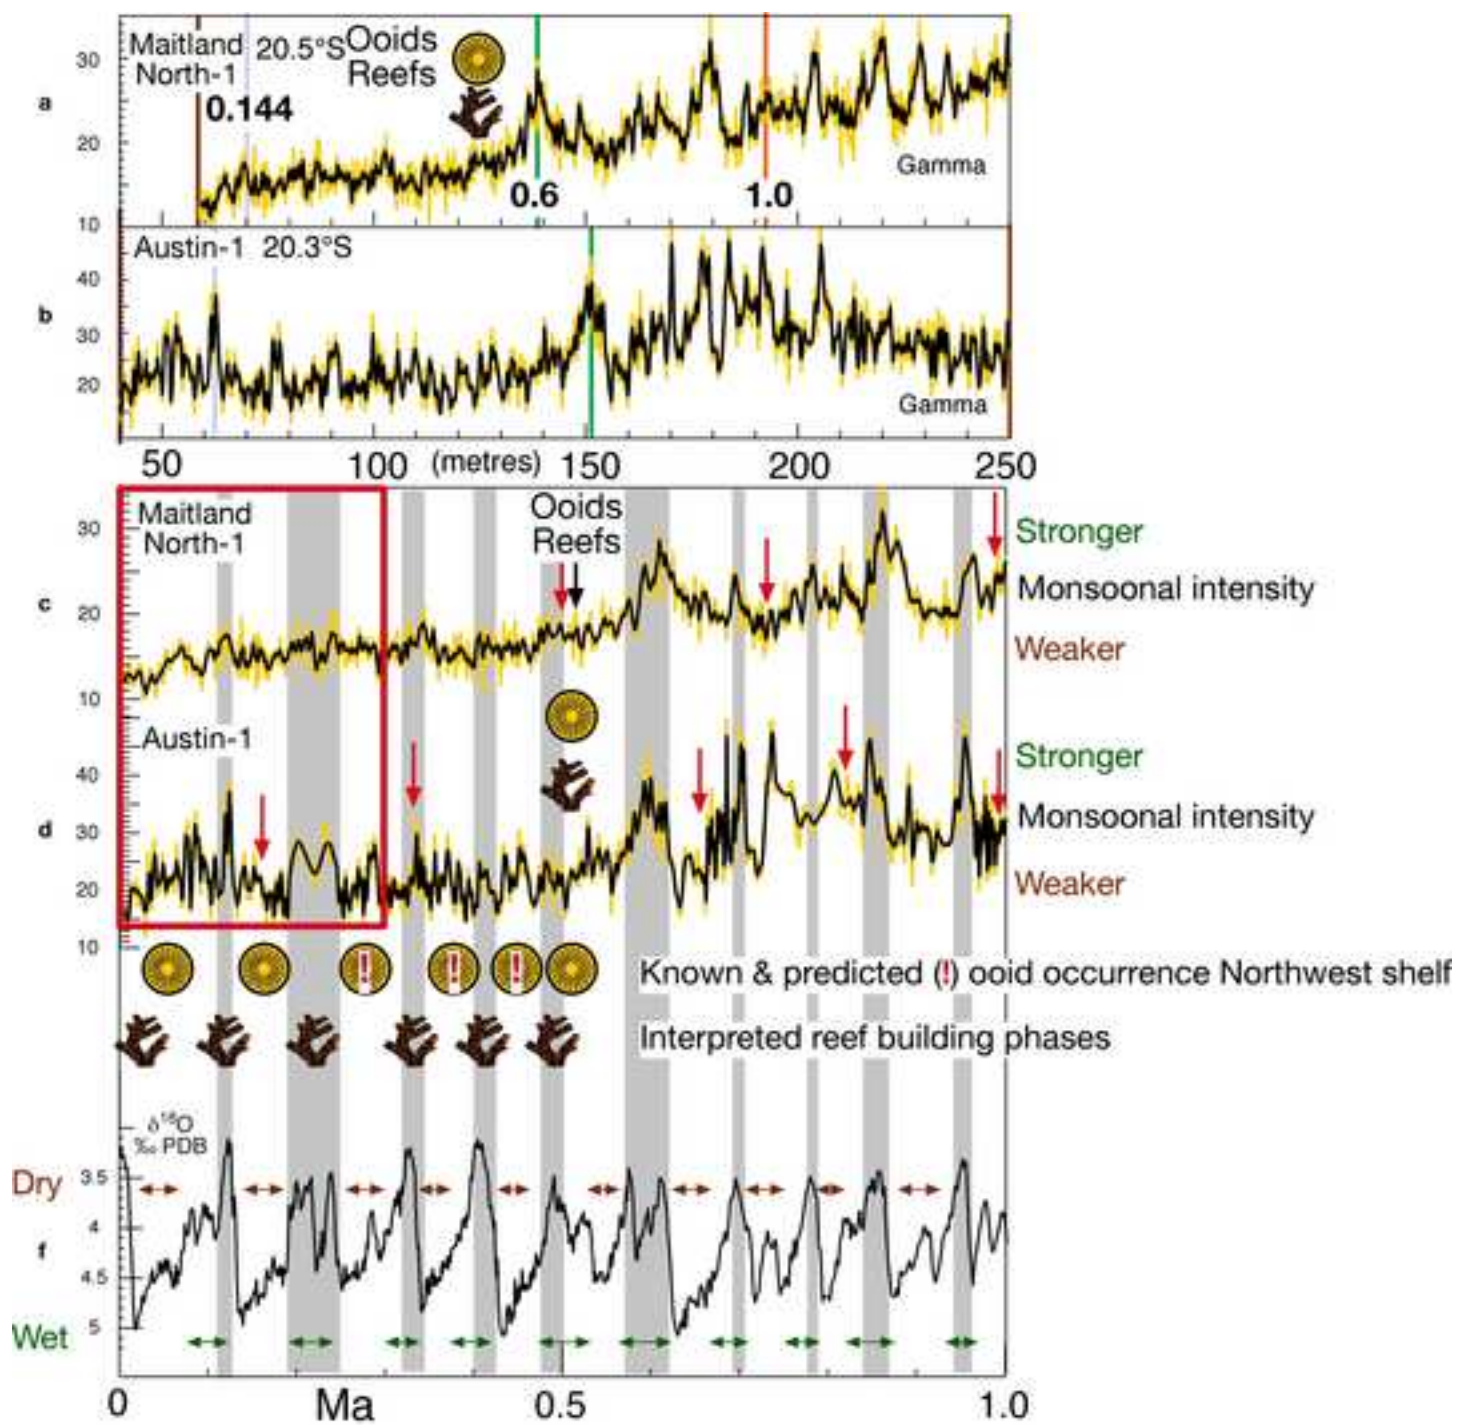 Maitland 20.5°S Ooids
North-1 Reefs
0.144
30
a
20
10
0.6
1.0
Gamma
Austin-1 20.3°S
40
b
30
20
Gamma
50 100 (metres) 150 200 250
Maitland
North-1
Ooids
Reefs
30
c
20
10
Stronger
Monsoonal intensity
Weaker
Austin-1
40
d
30
20
10
Stronger
Monsoonal intensity
Weaker
! ! !
Known & predicted (!) ooid occurrence Northwest shelf
Interpreted reef building phases
δ¹⁸O
‰ PDB
Dry
3.5
4
f
4.5
Wet
5
0 Ma 0.5 1.0